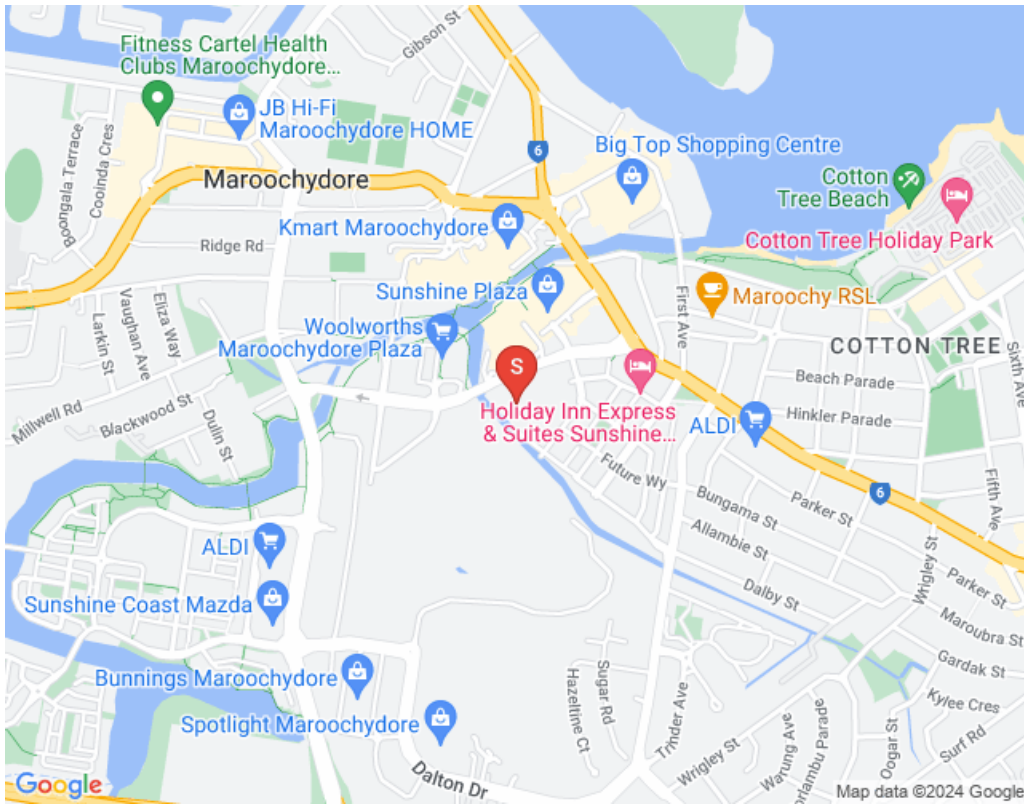 Gibson St
Fitness Cartel Health
Clubs Maroochydore...
JB Hi-Fi
Maroochydore HOME
6
Big Top Shopping Centre
Boongala Terrace
Cooinda Cres
Maroochydore
Cotton
Tree Beach
Kmart Maroochydore
Cotton Tree Holiday Park
Ridge Rd
Sunshine Plaza
Maroochy RSL
First Ave
Larkin St
Vaughan Ave
Eliza Way
Woolworths
Maroochydore Plaza
COTTON TREE
Sixth Ave
S
Beach Parade
Millwell Rd
Blackwood St
Dulin St
Holiday Inn Express
& Suites Sunshine...
ALDI
Hinkler Parade
Future Wy
Bungama St
Parker St
6
Fifth Ave
Allambie St
ALDI
Wrigley St
Dalby St
Parker St
Sunshine Coast Mazda
Maroubra St
Gardak St
Bunnings Maroochydore
Hazeltine Ct
Sugar Rd
Kylee Cres
Spotlight Maroochydore
Trinder Ave
Wrigley St
Warung Ave
Oogar St
Surf Rd
Dalton Dr
Google
Map data ©2024 Google